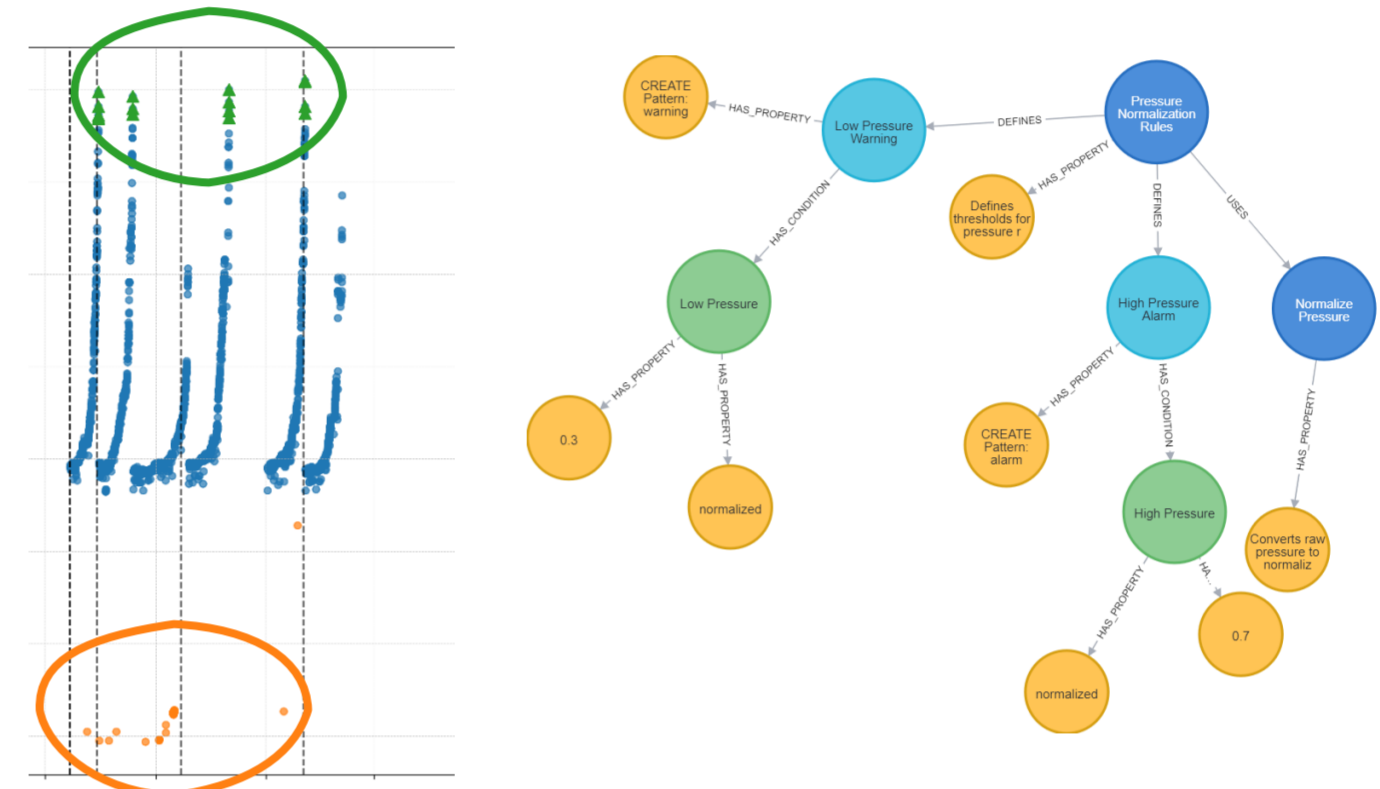 CREATE
Pattern:
warning
HAS_PROPERTY
Low Pressure
Warning
DEFINES
Pressure
Normalization
Rules
HAS_PROPERTY
Defines
thresholds for
pressure r
DEFINES
USES
HAS_CONDITION
Low Pressure
High Pressure
Alarm
Normalize
Pressure
HAS_PROPERTY
HAS_PROPERTY
0.3
normalized
HAS_PROPERTY
HAS_CONDITION
HAS_PROPERTY
CREATE
Pattern:
alarm
High Pressure
Converts raw
pressure to
normaliz
HAS_PROPERTY
HA...
0.7
normalized